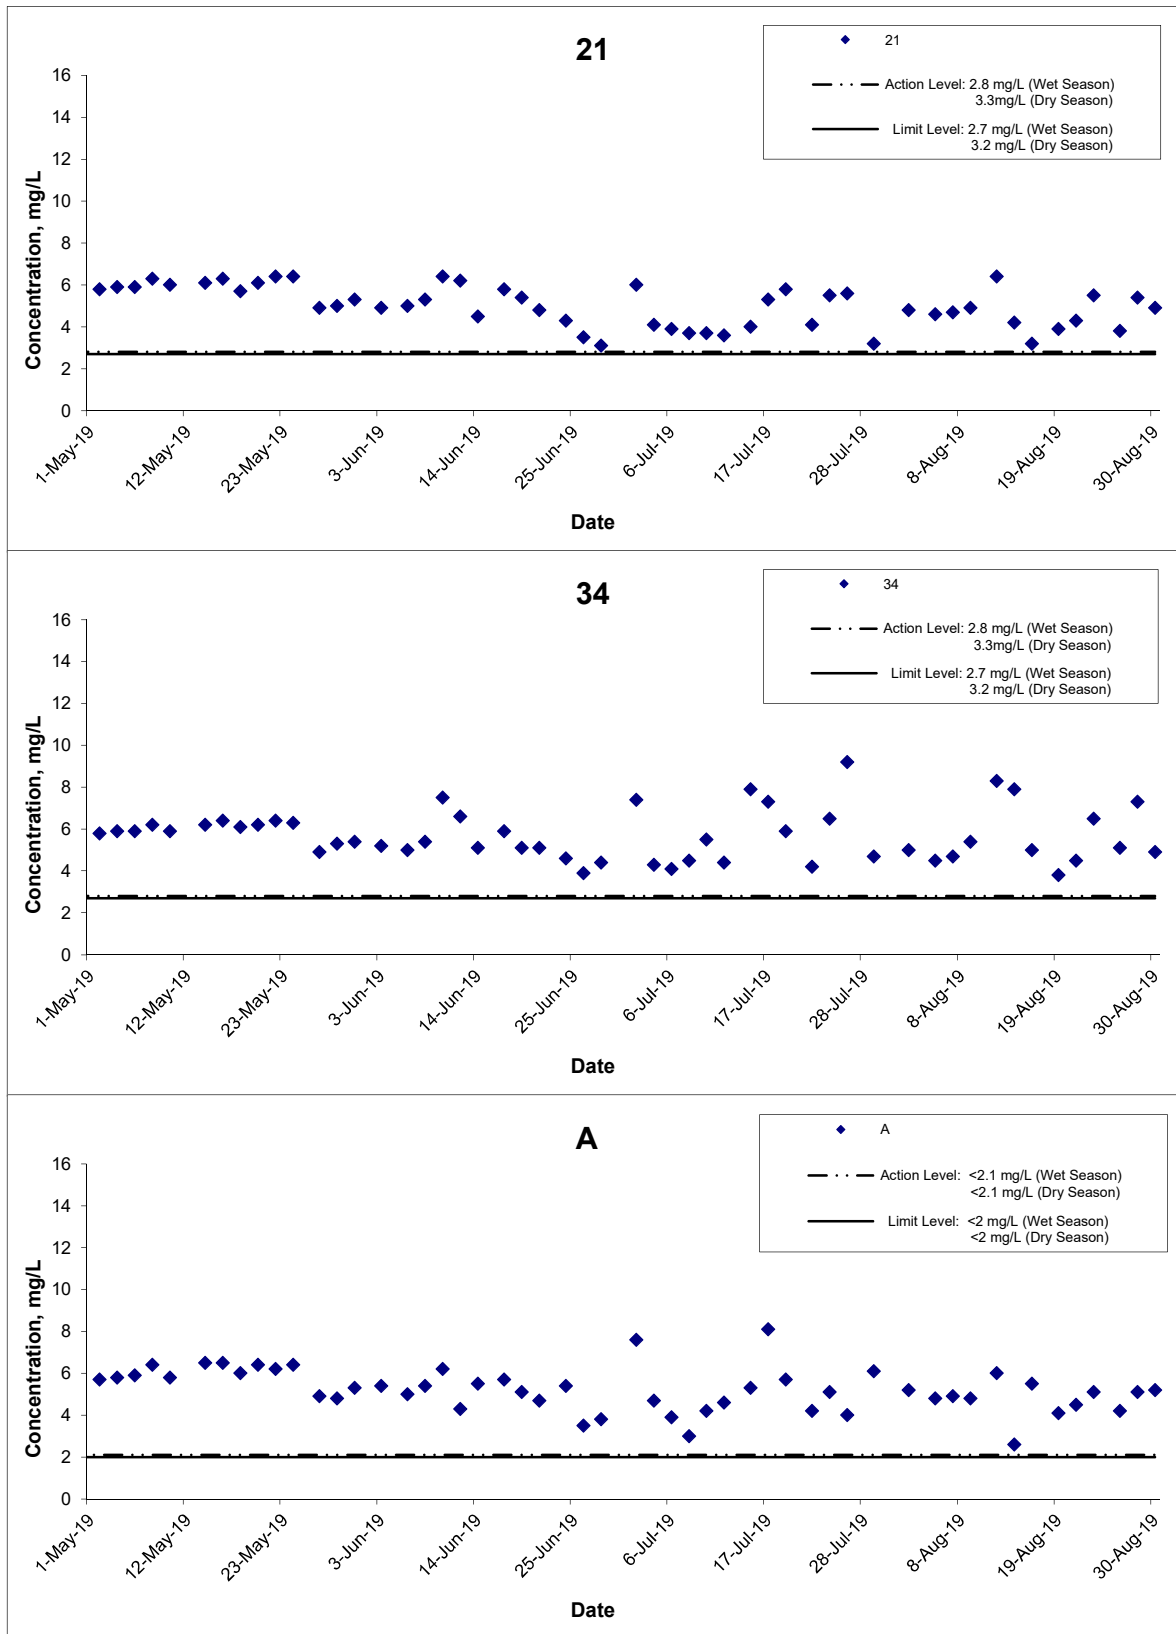 21
21
Action Level: 2.8 mg/L (Wet Season)
3.3mg/L (Dry Season)
Limit Level: 2.7 mg/L (Wet Season)
3.2 mg/L (Dry Season)
Concentration, mg/L
16
14
12
10
8
6
4
2
0
1-May-19
12-May-19
23-May-19
3-Jun-19
14-Jun-19
25-Jun-19
6-Jul-19
17-Jul-19
28-Jul-19
8-Aug-19
19-Aug-19
30-Aug-19
Date
34
34
Action Level: 2.8 mg/L (Wet Season)
3.3mg/L (Dry Season)
Limit Level: 2.7 mg/L (Wet Season)
3.2 mg/L (Dry Season)
Concentration, mg/L
16
14
12
10
8
6
4
2
0
1-May-19
12-May-19
23-May-19
3-Jun-19
14-Jun-19
25-Jun-19
6-Jul-19
17-Jul-19
28-Jul-19
8-Aug-19
19-Aug-19
30-Aug-19
Date
A
A
Action Level: <2.1 mg/L (Wet Season)
<2.1 mg/L (Dry Season)
Limit Level: <2 mg/L (Wet Season)
<2 mg/L (Dry Season)
Concentration, mg/L
16
14
12
10
8
6
4
2
0
1-May-19
12-May-19
23-May-19
3-Jun-19
14-Jun-19
25-Jun-19
6-Jul-19
17-Jul-19
28-Jul-19
8-Aug-19
19-Aug-19
30-Aug-19
Date